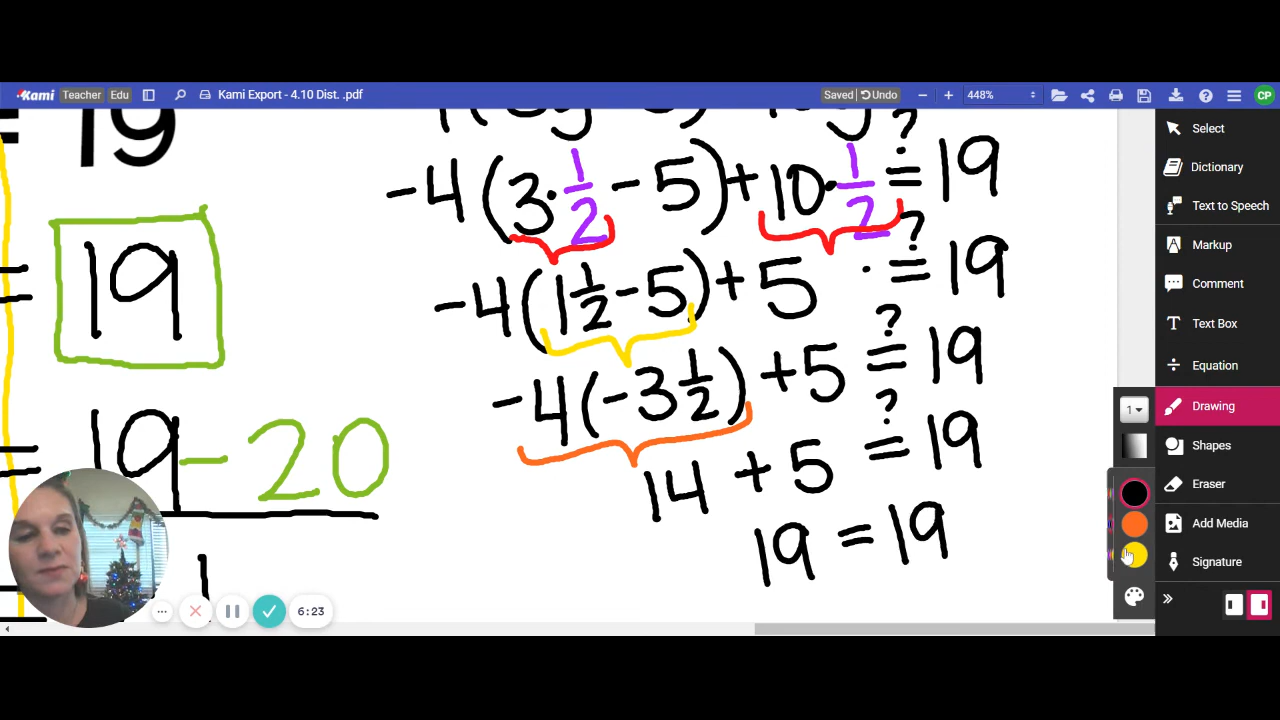 Kami Teacher Edu Kami Export - 4.10 Dist. .pdf Saved Undo 448% CP
19
-4(3·1/2 - 5) + 10·1/2 ?= 19
= 19
-4(1 1/2 - 5) + 5 · ?= 19
-4(-3 1/2) + 5 ?= 19
= 19 - 20
14 + 5 ?= 19
19 = 19
1
6:23
Select
Dictionary
Text to Speech
Markup
Comment
Text Box
Equation
Drawing
1
Shapes
Eraser
Add Media
Signature